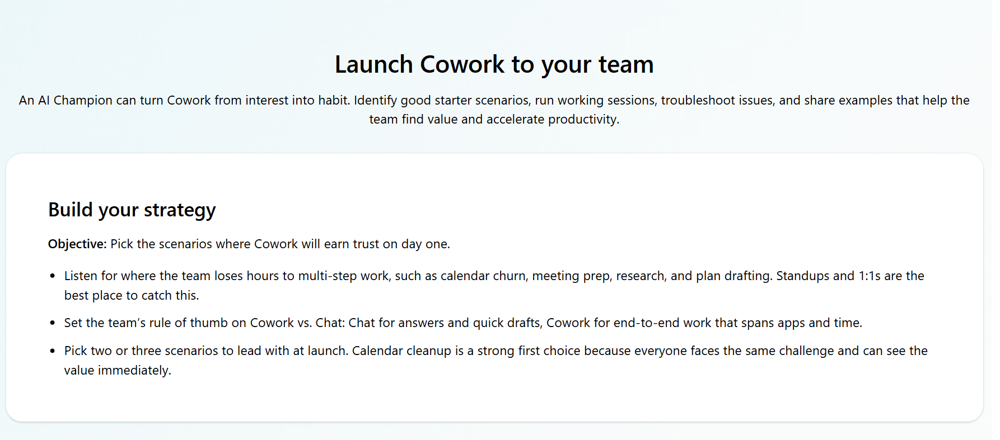 Launch Cowork to your team
An AI Champion can turn Cowork from interest into habit. Identify good starter scenarios, run working sessions, troubleshoot issues, and share examples that help the
team find value and accelerate productivity.
Build your strategy
Objective: Pick the scenarios where Cowork will earn trust on day one.
• Listen for where the team loses hours to multi-step work, such as calendar churn, meeting prep, research, and plan drafting. Standups and 1:1s are the
best place to catch this.
• Set the team’s rule of thumb on Cowork vs. Chat: Chat for answers and quick drafts, Cowork for end-to-end work that spans apps and time.
• Pick two or three scenarios to lead with at launch. Calendar cleanup is a strong first choice because everyone faces the same challenge and can see the
value immediately.